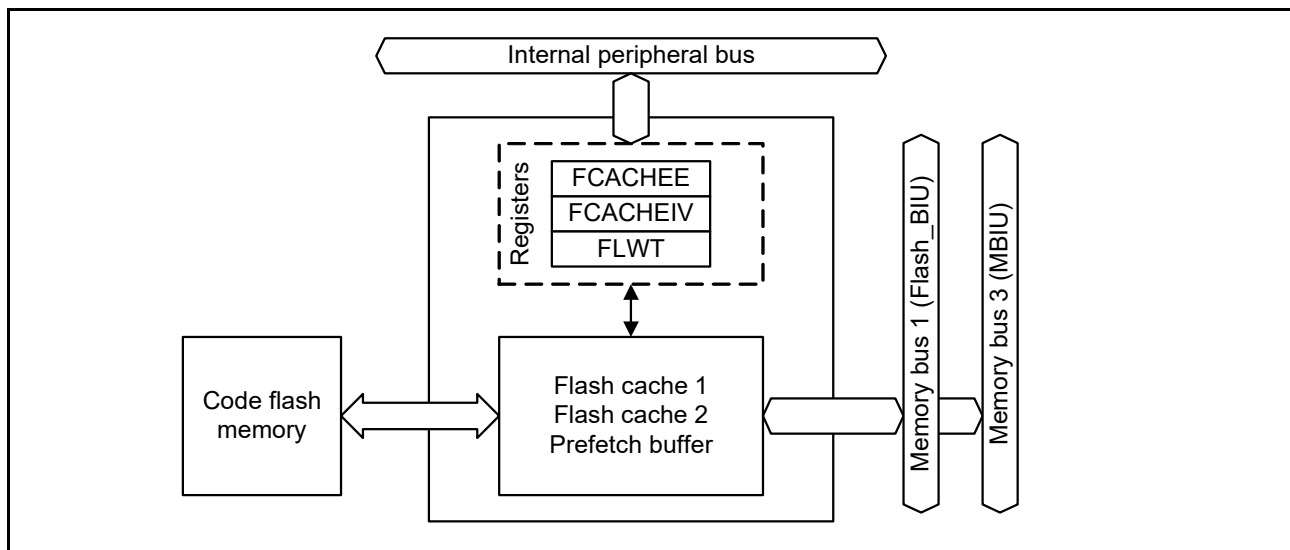 Internal peripheral bus
Registers
FCACHEE
FCACHEIV
FLWT
Code flash
memory
Flash cache 1
Flash cache 2
Prefetch buffer
Memory bus 1 (Flash_BIU)
Memory bus 3 (MBIU)